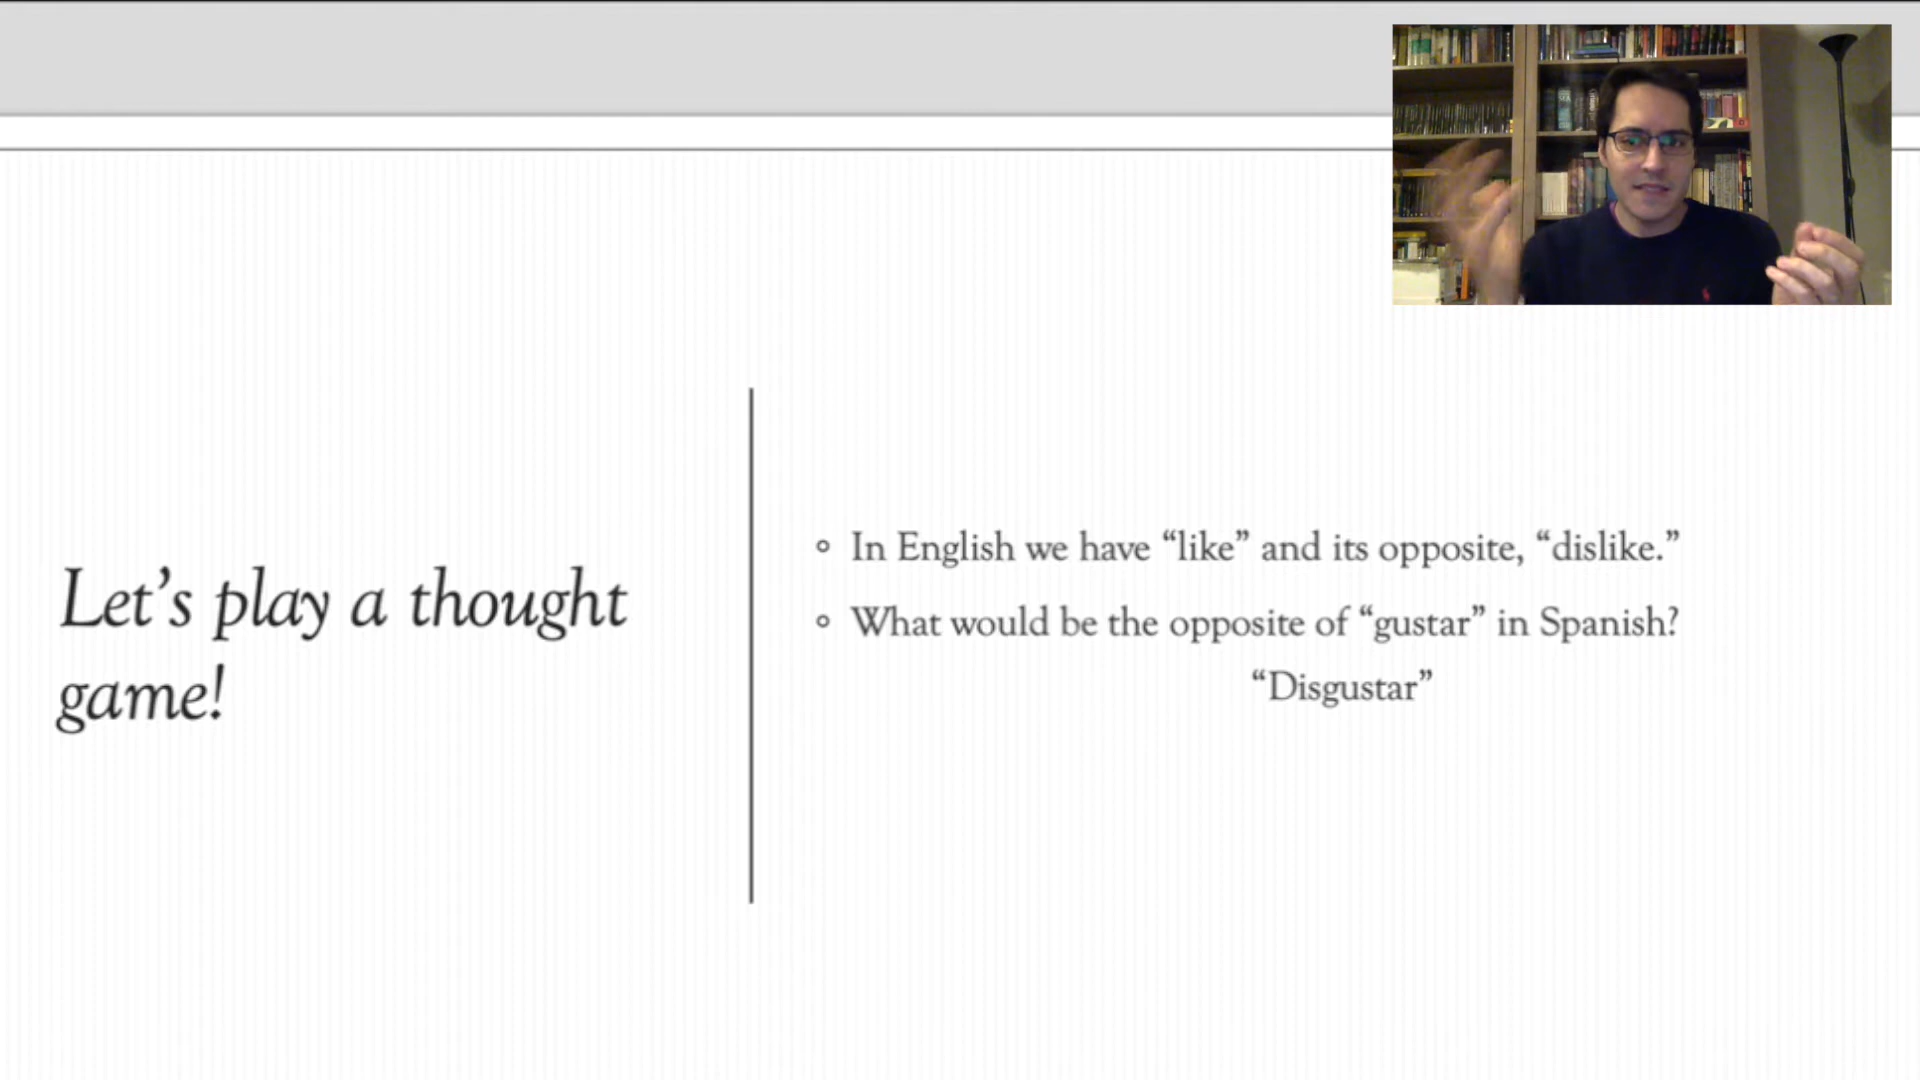 Let’s play a thought
game!
◦ In English we have “like” and its opposite, “dislike.”
◦ What would be the opposite of “gustar” in Spanish?
“Disgustar”